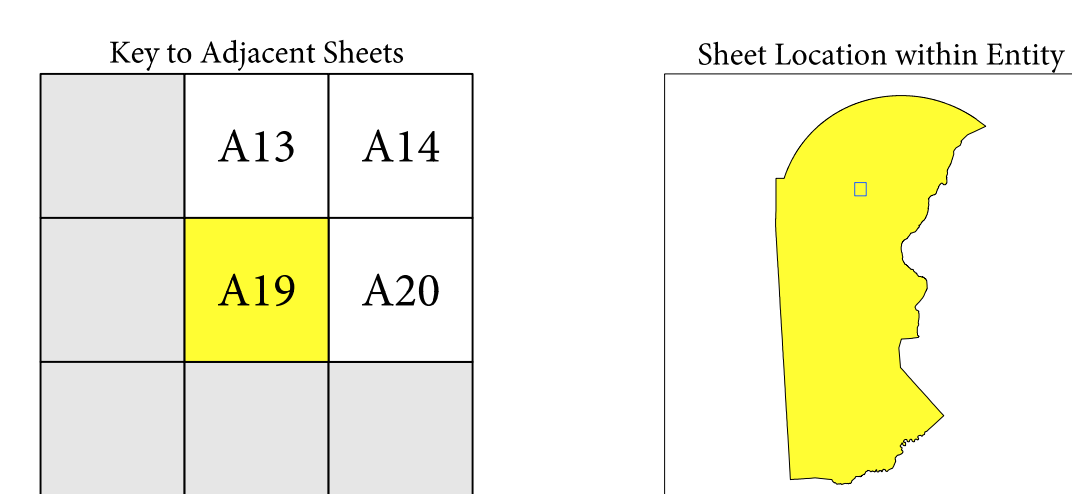 Key to Adjacent Sheets
Sheet Location within Entity
A13
A14
A19
A20